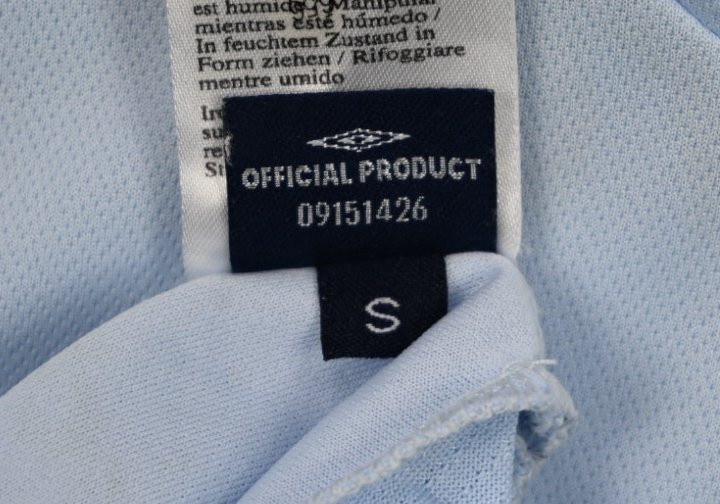 est humide / Manipular
mientras esté húmedo /
In feuchtem Zustand in
Form ziehen / Rifoggiare
mentre umido
OFFICIAL PRODUCT
09151426
S